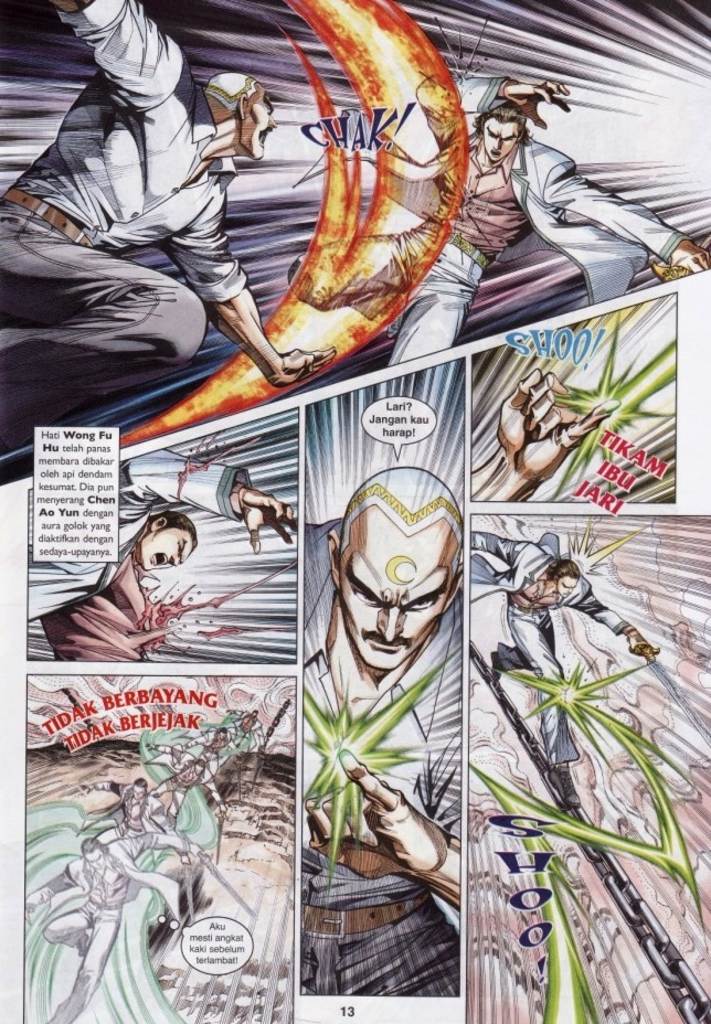 CHAK!
Hati Wong Fu
Hu telah panas
membara dibakar
oleh api dendam
kesumat. Dia pun
menyerang Chen
Ao Yun dengan
aura golok yang
diaktifkan dengan
sedaya-upayanya
Lari?
Jangan kau
harap!
SHOO!
TIKAM
IBU
JARI
TIDAK BERBAYANG
TIDAK BERJEJAK
Aku
mesti angkat
kaki sebelum
terlambat!
SHOO!
13